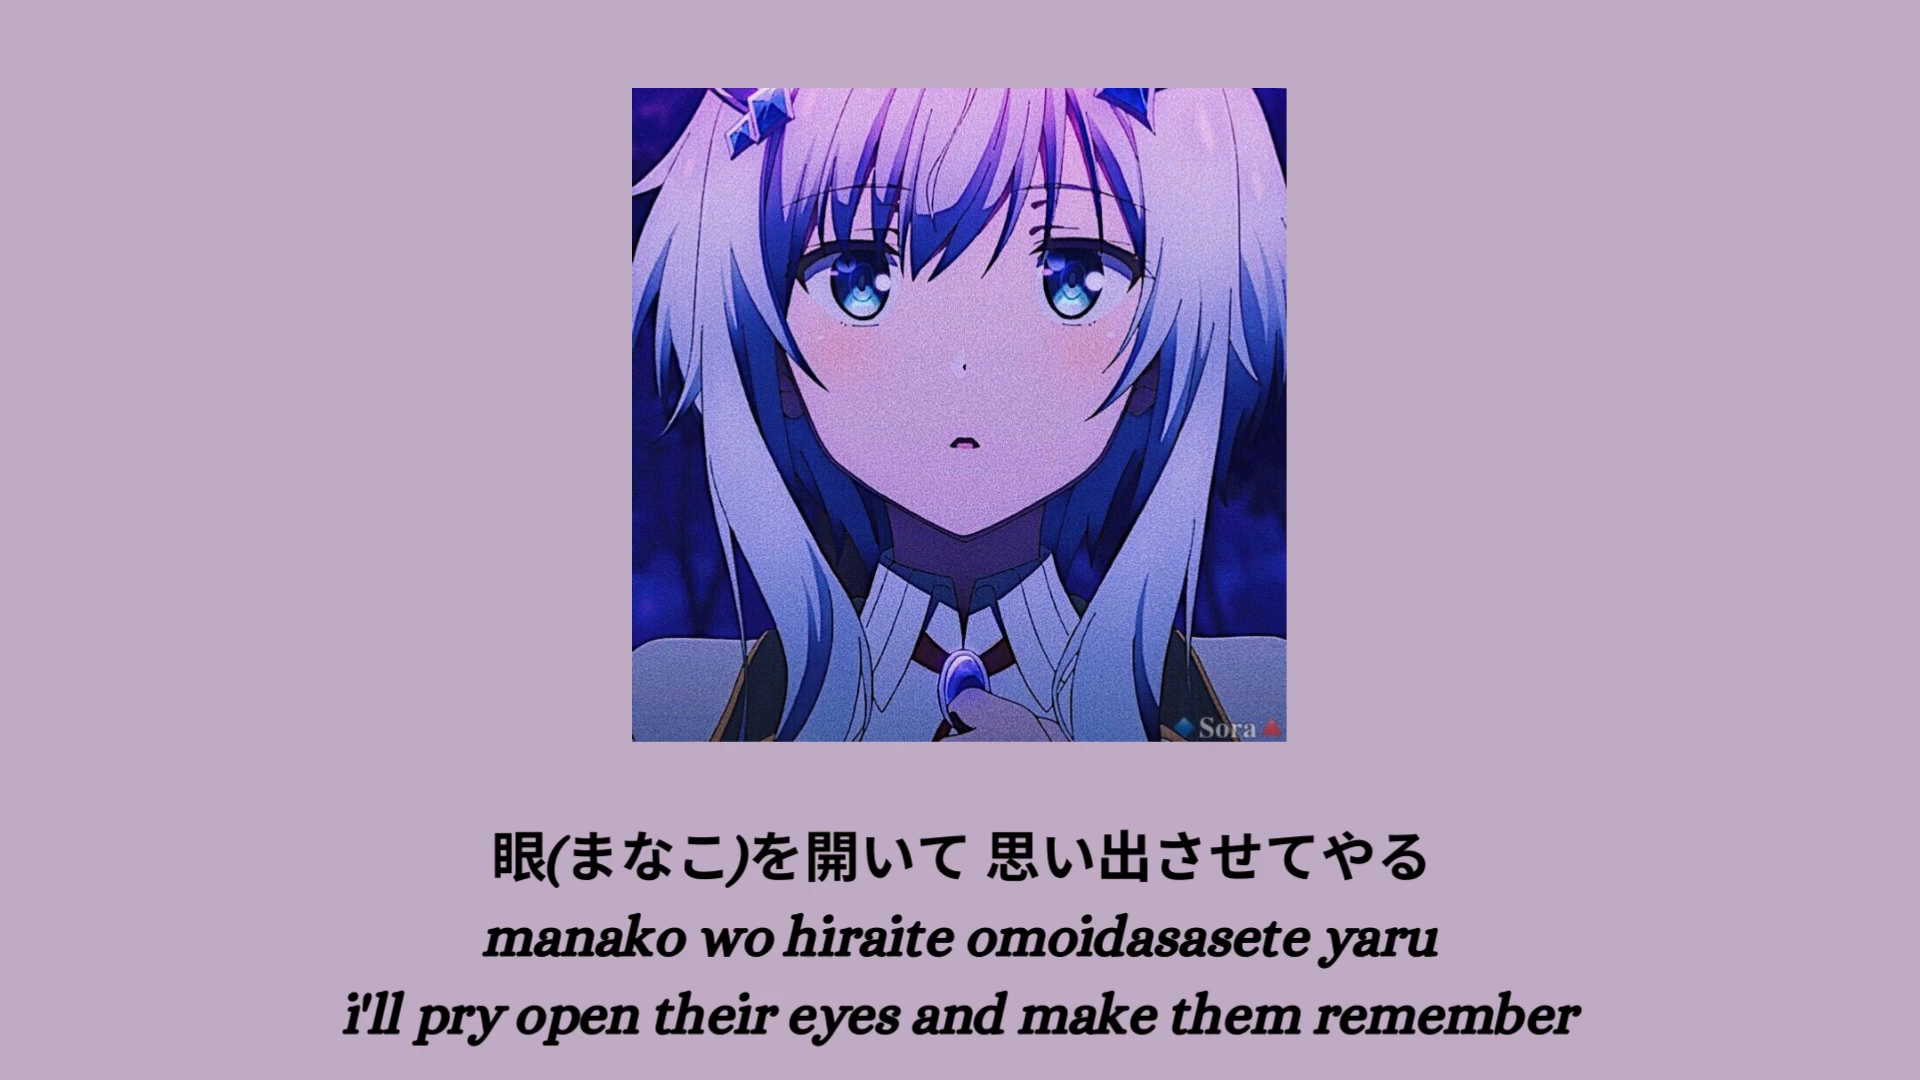 Sora
眼(まなこ)を開いて 思い出させてやる
manako wo hiraite omoidasasete yaru
i'll pry open their eyes and make them remember